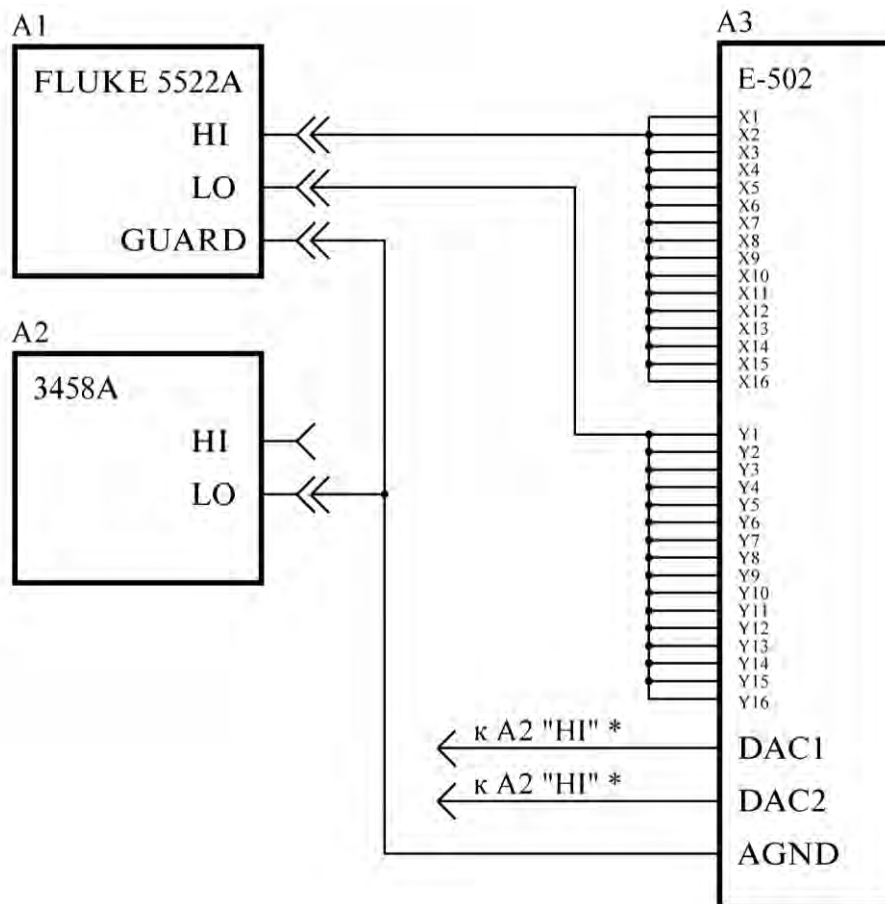 A1
FLUKE 5522A
HI
LO
GUARD
A2
3458A
HI
LO
A3
E-502
X1
X2
X3
X4
X5
X6
X7
X8
X9
X10
X11
X12
X13
X14
X15
X16
Y1
Y2
Y3
Y4
Y5
Y6
Y7
Y8
Y9
Y10
Y11
Y12
Y13
Y14
Y15
Y16
к А2 "HI" *
DAC1
к А2 "HI" *
DAC2
AGND